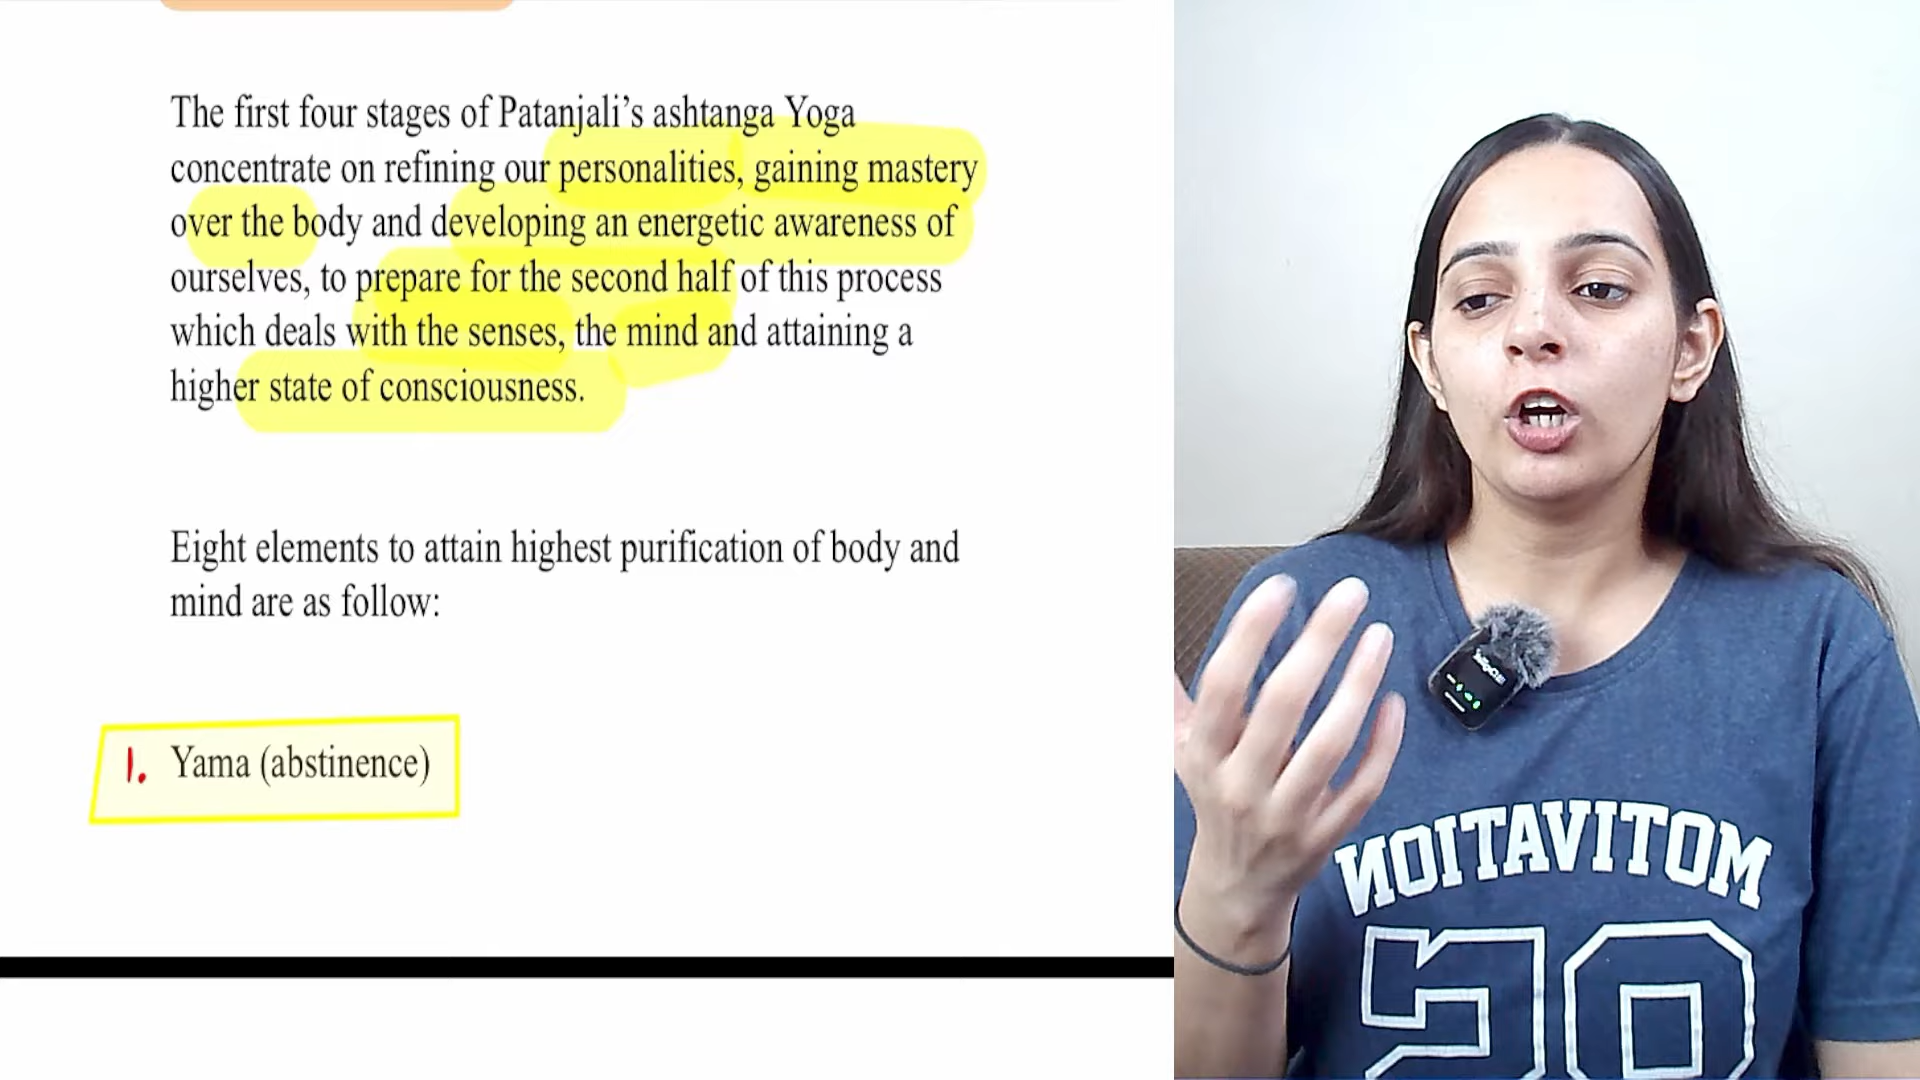 The first four stages of Patanjali’s ashtanga Yoga
concentrate on refining our personalities, gaining mastery
over the body and developing an energetic awareness of
ourselves, to prepare for the second half of this process
which deals with the senses, the mind and attaining a
higher state of consciousness.
Eight elements to attain highest purification of body and
mind are as follow:
1. Yama (abstinence)
MOTIVATION